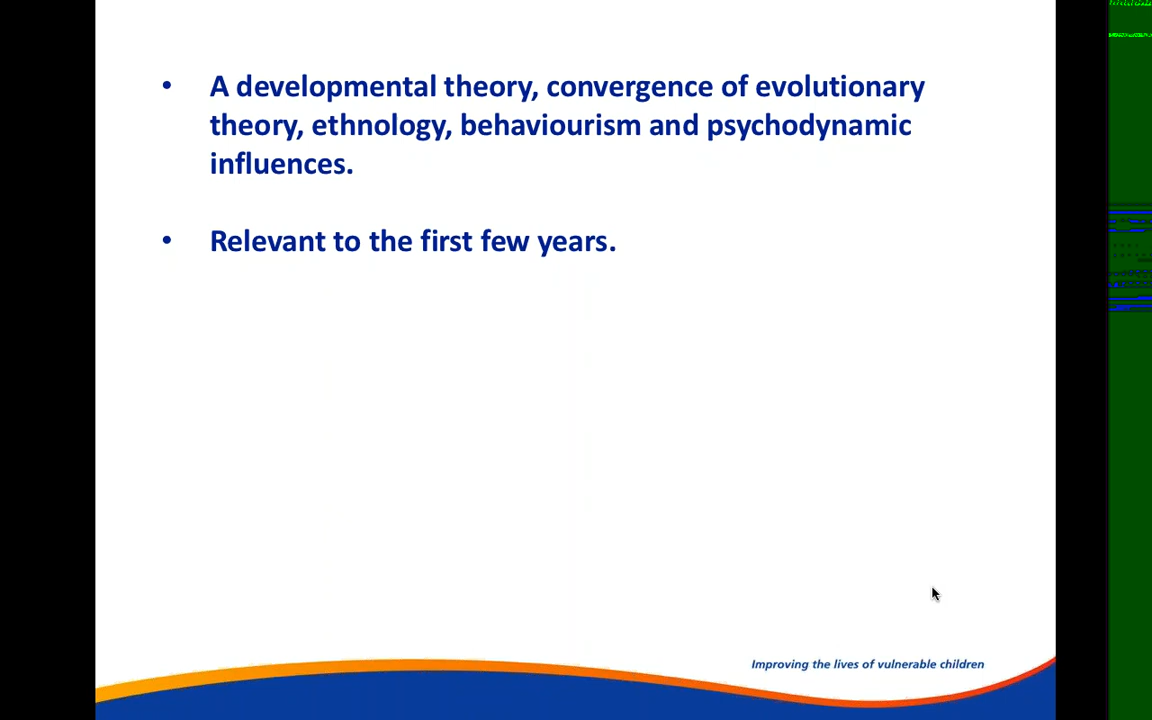 • A developmental theory, convergence of evolutionary
theory, ethnology, behaviourism and psychodynamic
influences.
• Relevant to the first few years.
Improving the lives of vulnerable children